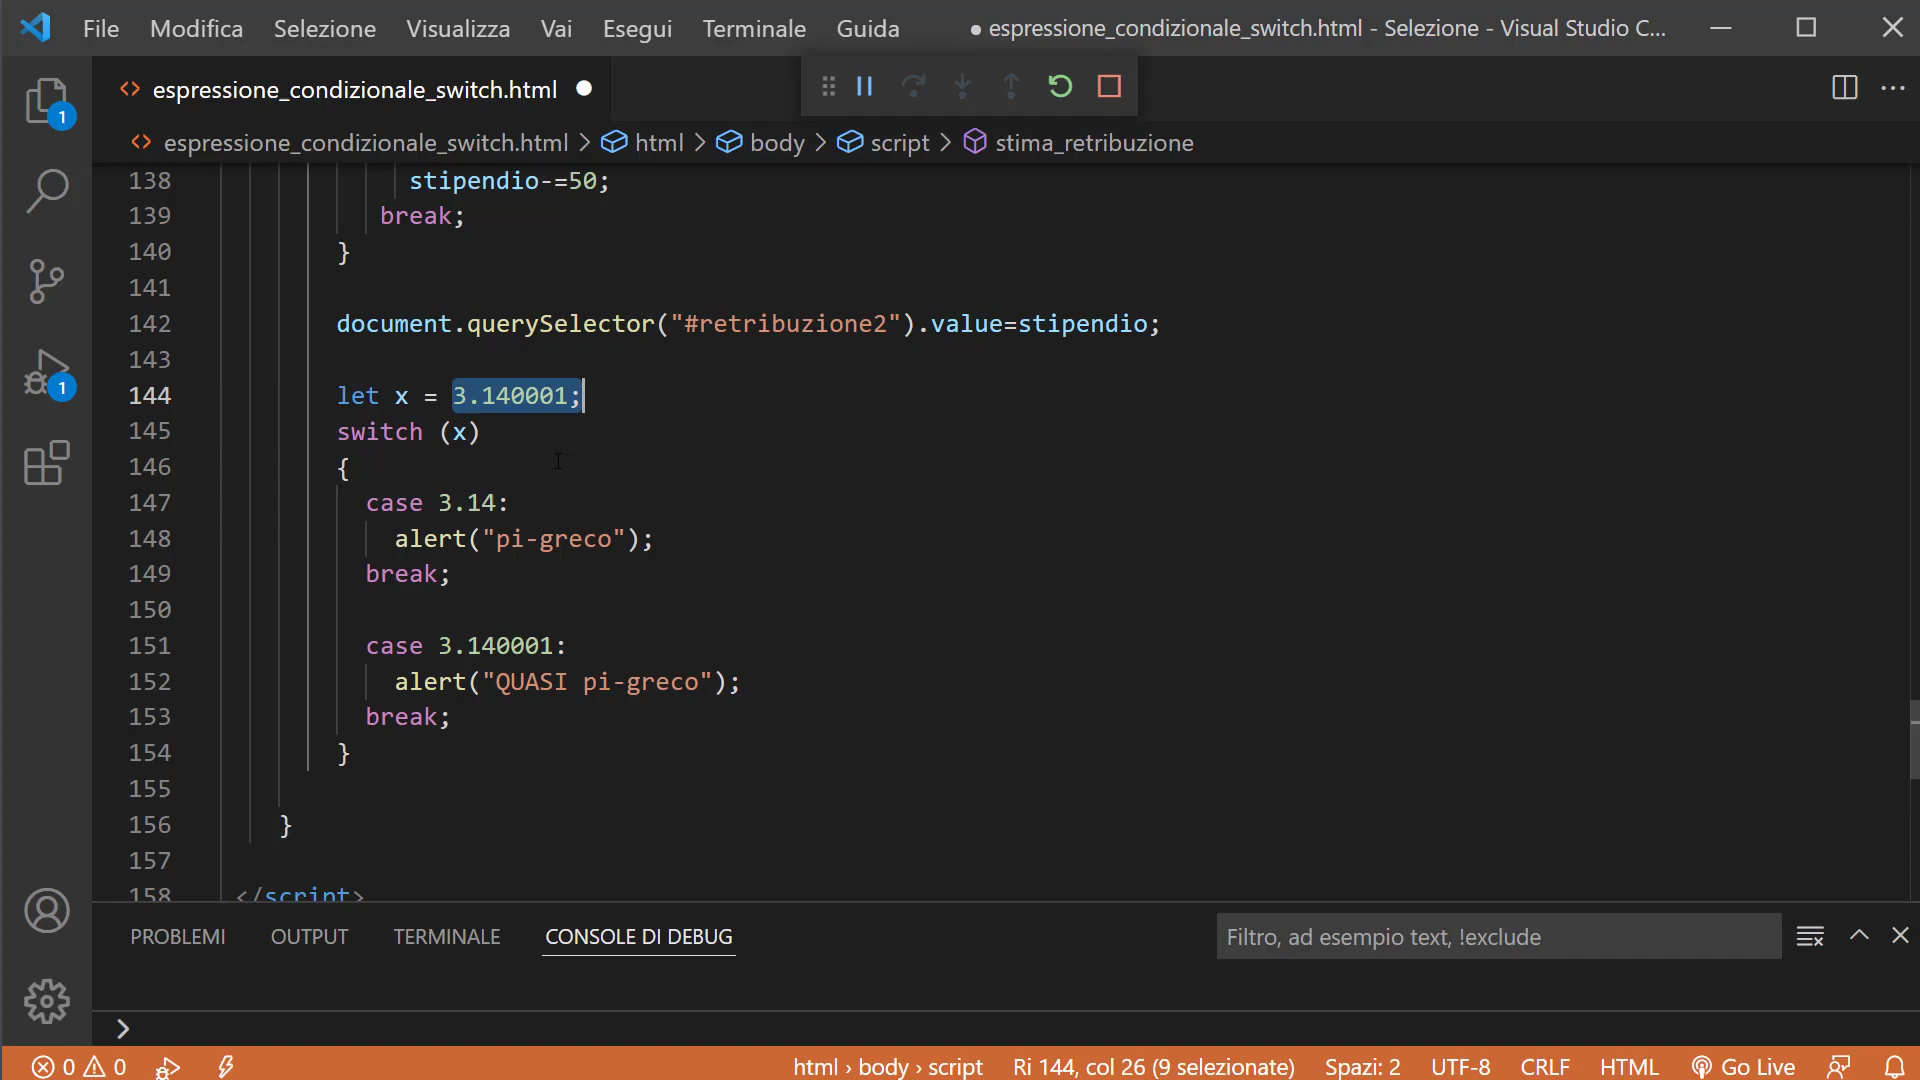 File Modifica Selezione Visualizza Vai Esegui Terminale Guida ● espressione_condizionale_switch.html - Selezione - Visual Studio C...
espressione_condizionale_switch.html
espressione_condizionale_switch.html > html > body > script > stima_retribuzione
1
138 stipendio-=50;
139 break;
140 }
141
142 document.querySelector("#retribuzione2").value=stipendio;
143
144 let x = 3.140001;
1
145 switch (x)
146 {
147 case 3.14:
148 alert("pi-greco");
149 break;
150
151 case 3.140001:
152 alert("QUASI pi-greco");
153 break;
154 }
155
156 }
157
158 </script>
PROBLEMI OUTPUT TERMINALE CONSOLE DI DEBUG Filtro, ad esempio text, !exclude
>
0 0 html › body › script Ri 144, col 26 (9 selezionate) Spazi: 2 UTF-8 CRLF HTML Go Live